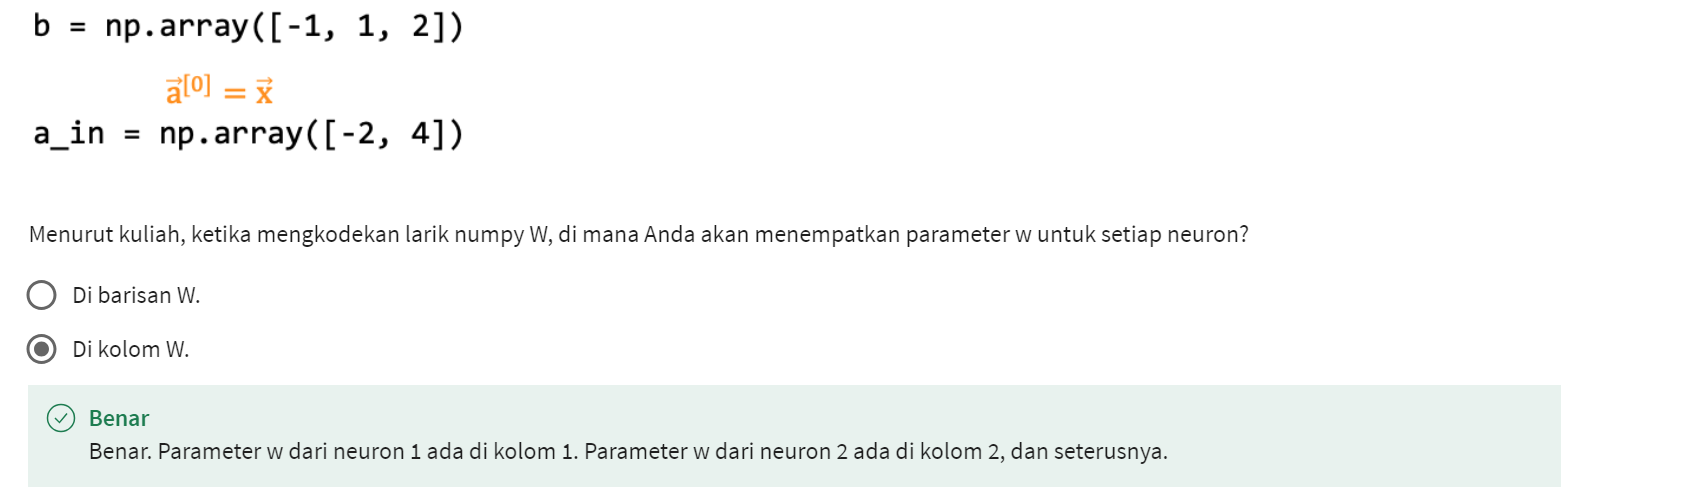 b = np.array([-1, 1, 2])
a⃗^[0] = x⃗
a_in = np.array([-2, 4])
Menurut kuliah, ketika mengkodekan larik numpy W, di mana Anda akan menempatkan parameter w untuk setiap neuron?
Di barisan W.
Di kolom W.
Benar
Benar. Parameter w dari neuron 1 ada di kolom 1. Parameter w dari neuron 2 ada di kolom 2, dan seterusnya.